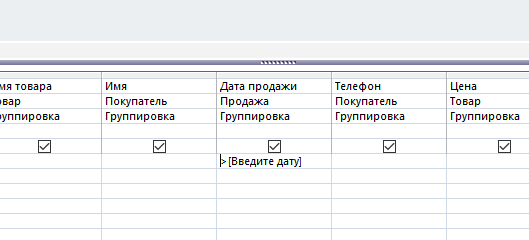 мя товара Имя Дата продажи Телефон Цена
овар Покупатель Продажа Покупатель Товар
руппировка Группировка Группировка Группировка Группировка
>[Введите дату]